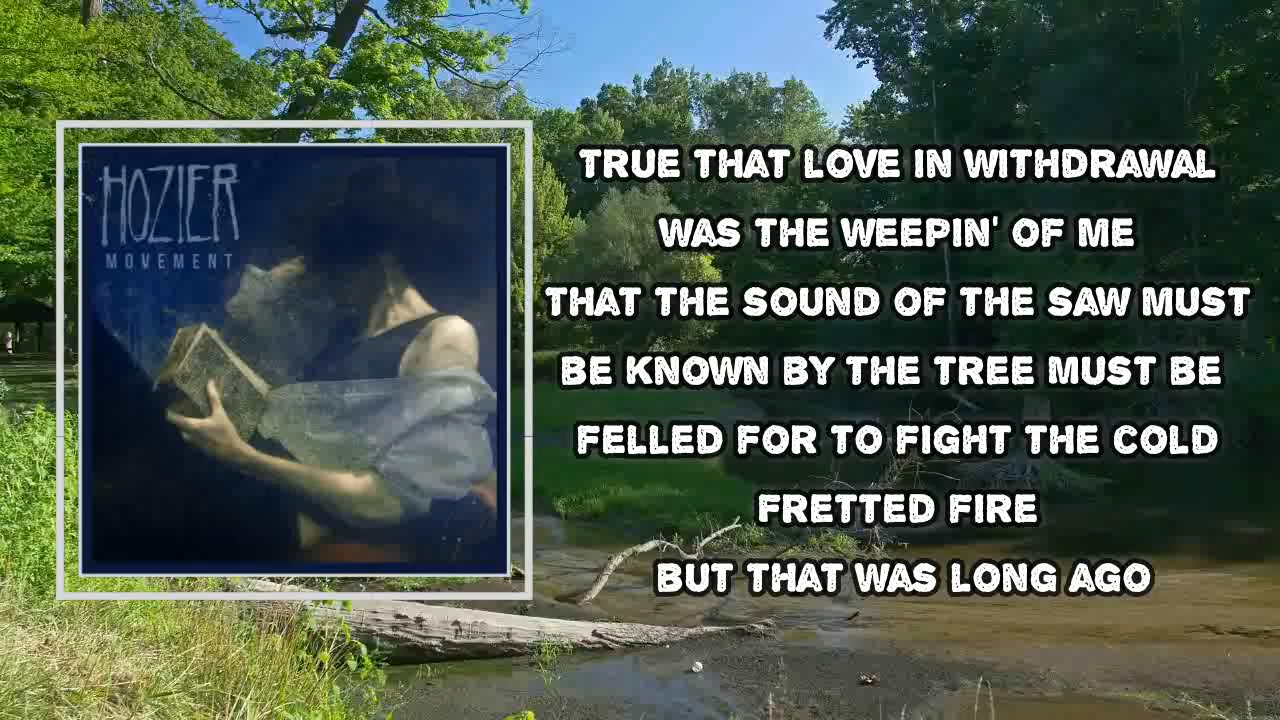 HOZIER
MOVEMENT
TRUE THAT LOVE IN WITHDRAWAL
WAS THE WEEPIN' OF ME
THAT THE SOUND OF THE SAW MUST
BE KNOWN BY THE TREE MUST BE
FELLED FOR TO FIGHT THE COLD
FRETTED FIRE
BUT THAT WAS LONG AGO